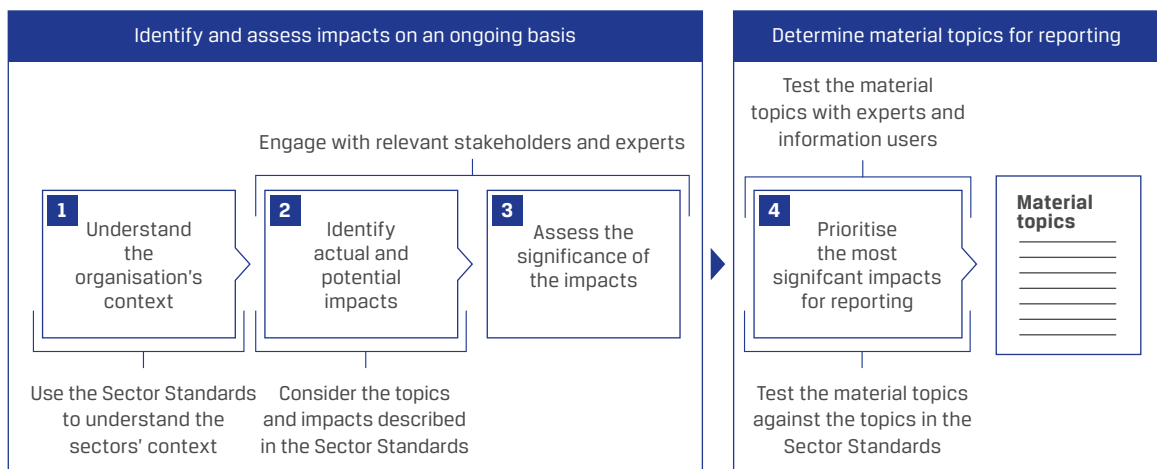 Identify and assess impacts on an ongoing basis
Engage with relevant stakeholders and experts
1
Understand
the
organisation's
context
2
Identify
actual and
potential
impacts
3
Assess the
significance of
the impacts
Use the Sector Standards
to understand the
sectors' context
Consider the topics
and impacts described
in the Sector Standards
Determine material topics for reporting
Test the material
topics with experts and
information users
4
Prioritise
the most
signifcant impacts
for reporting
Material
topics
Test the material topics
against the topics in the
Sector Standards